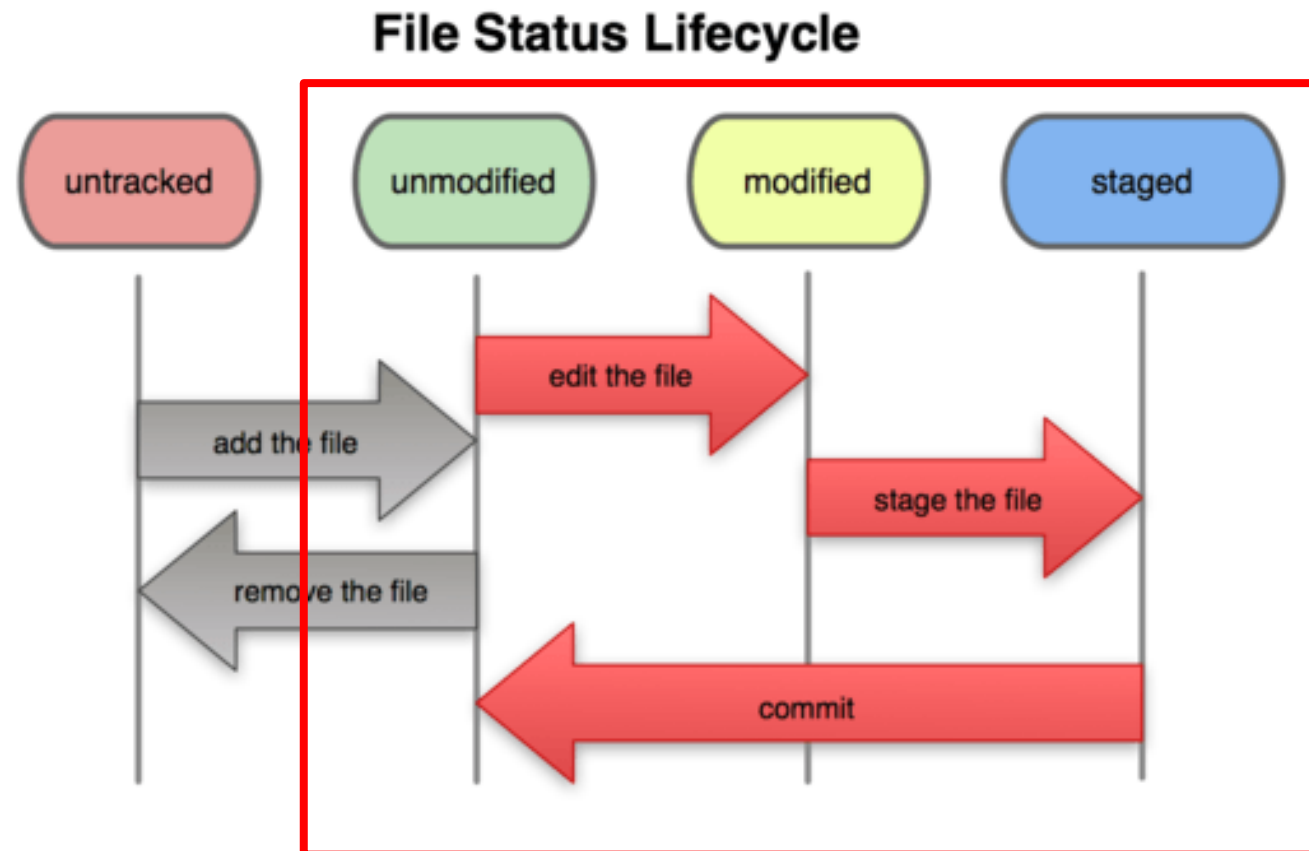 File Status Lifecycle
untracked
unmodified
modified
staged
edit the file
add the file
stage the file
remove the file
commit